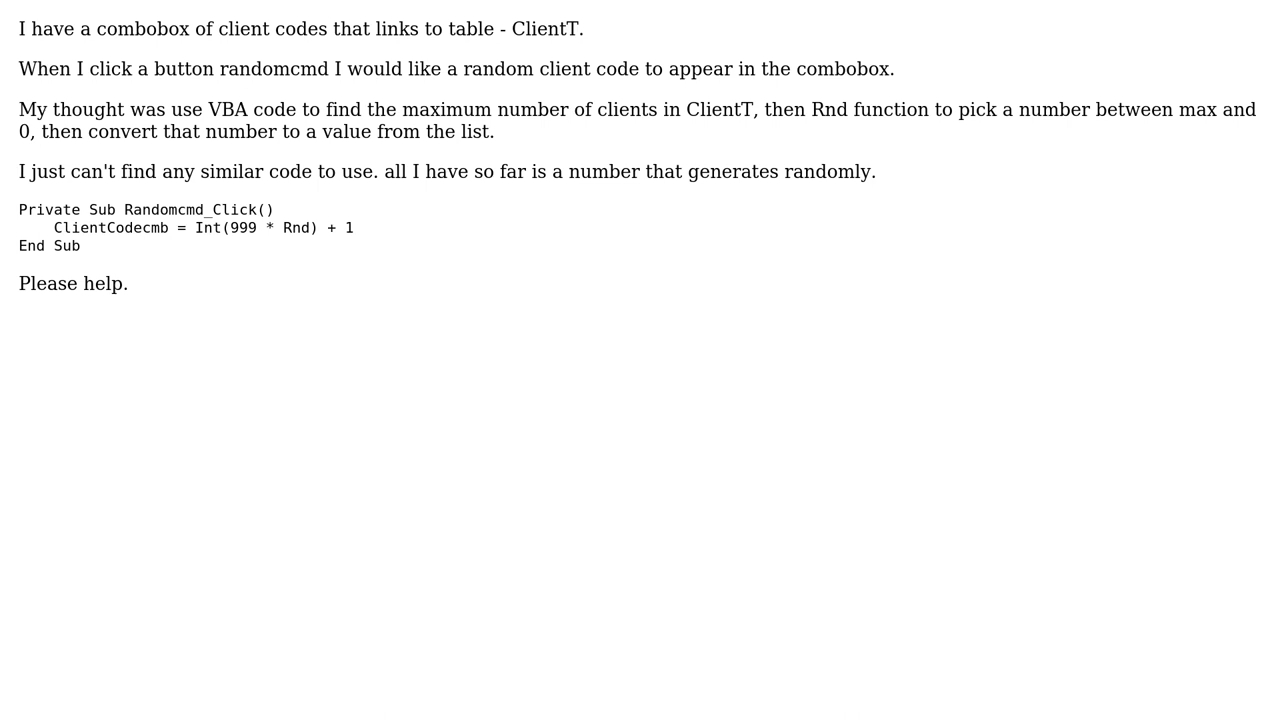 I have a combobox of client codes that links to table - ClientT.
When I click a button randomcmd I would like a random client code to appear in the combobox.
My thought was use VBA code to find the maximum number of clients in ClientT, then Rnd function to pick a number between max and
0, then convert that number to a value from the list.
I just can't find any similar code to use. all I have so far is a number that generates randomly.
Private Sub Randomcmd_Click()
    ClientCodecmb = Int(999 * Rnd) + 1
End Sub
Please help.